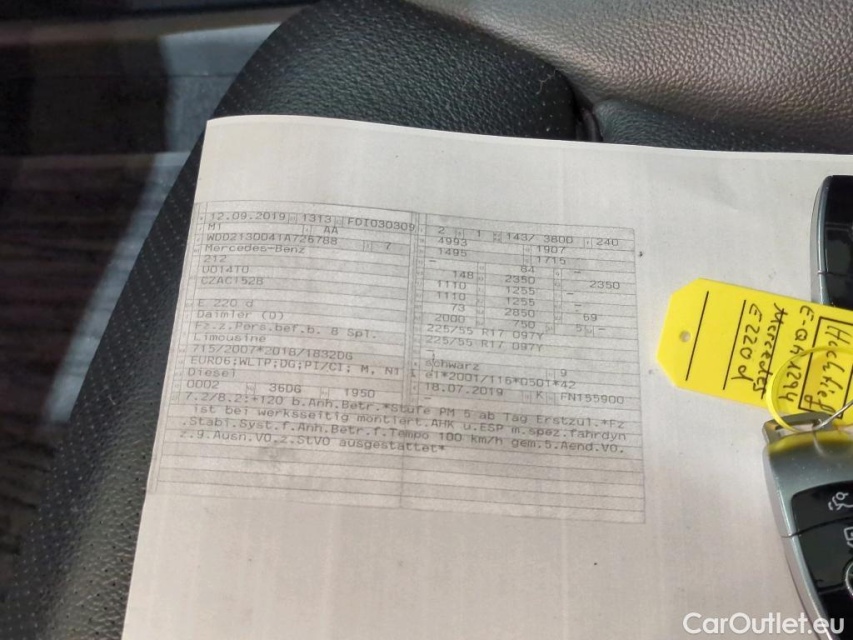 12.09.2019 1313 FDI030309
M1 AA
WDD2130041A726788 7
Mercedes-Benz
212
U014T0
CZAC1528
E 220 d
Daimler (D)
Fz.z.Pers.bef.b. 8 Spl.
Limousine
715/2007*2018/1832DG
EURO6;WLTP;DG;PI/CI; M, N1
Diesel
0002 36DG 1950
2 1 143/ 3800 240
4993 1907
1495 1715
- 84 -
148 2350 2350
1110 1255 -
1110 1255 -
73 2850 69
2000 750 5 -
225/55 R17 097Y
225/55 R17 097Y
schwarz 9
e1*2001/116*0501*42
18.07.2019 K FN155900
7.2/8.2:+120 b.Anh.Betr.*Stufe PM 5 ab Tag Erstzul.*Fz
ist bei werksseitig montiert.AHK u.ESP m.spez.fahrdyn
.Stabl.Syst.f.Anh.Betr.f.Tempo 100 km/h gem.5.Aend.VO.
z.9.Ausn.VO.z.StVO ausgestattet*
Mercedes
E220d
CarOutlet.eu